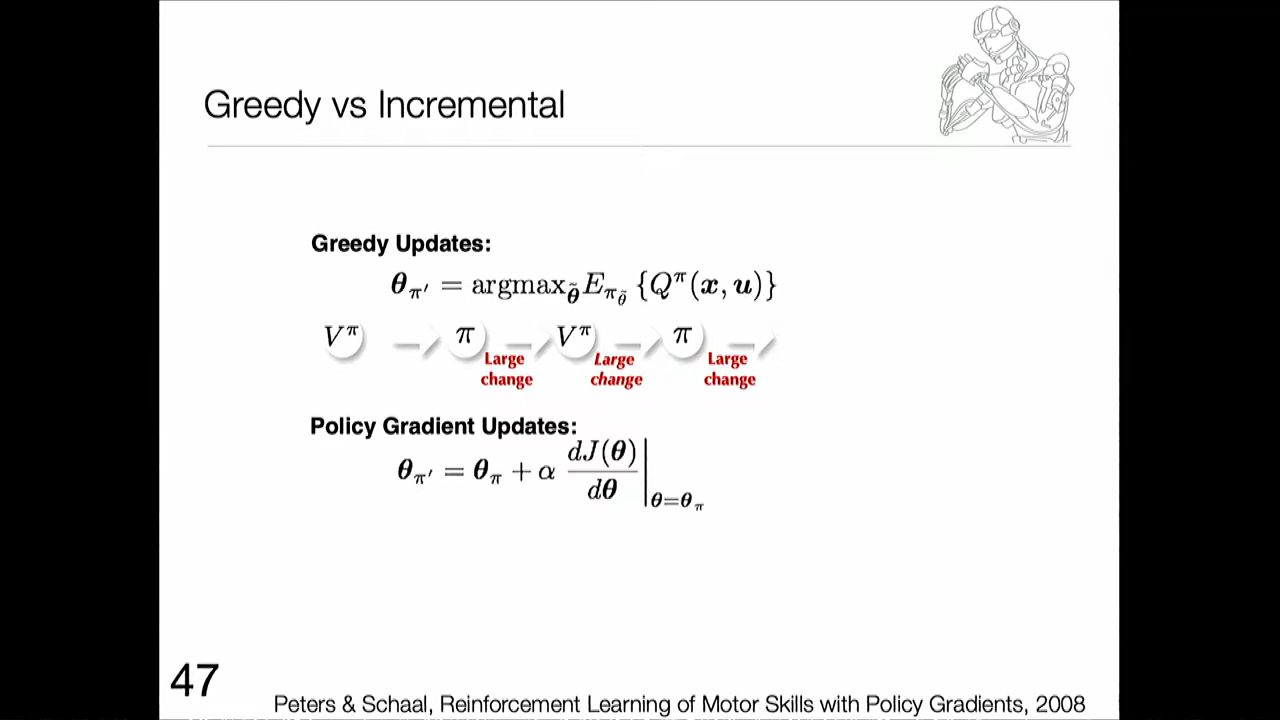 Greedy vs Incremental
Greedy Updates:
θ_π′ = argmax_θ̃ E_π_θ̃ {Q^π(x, u)}
V^π π V^π π
Large change Large change Large change
Policy Gradient Updates:
θ_π′ = θ_π + α dJ(θ)/dθ |_θ=θ_π
47
Peters & Schaal, Reinforcement Learning of Motor Skills with Policy Gradients, 2008